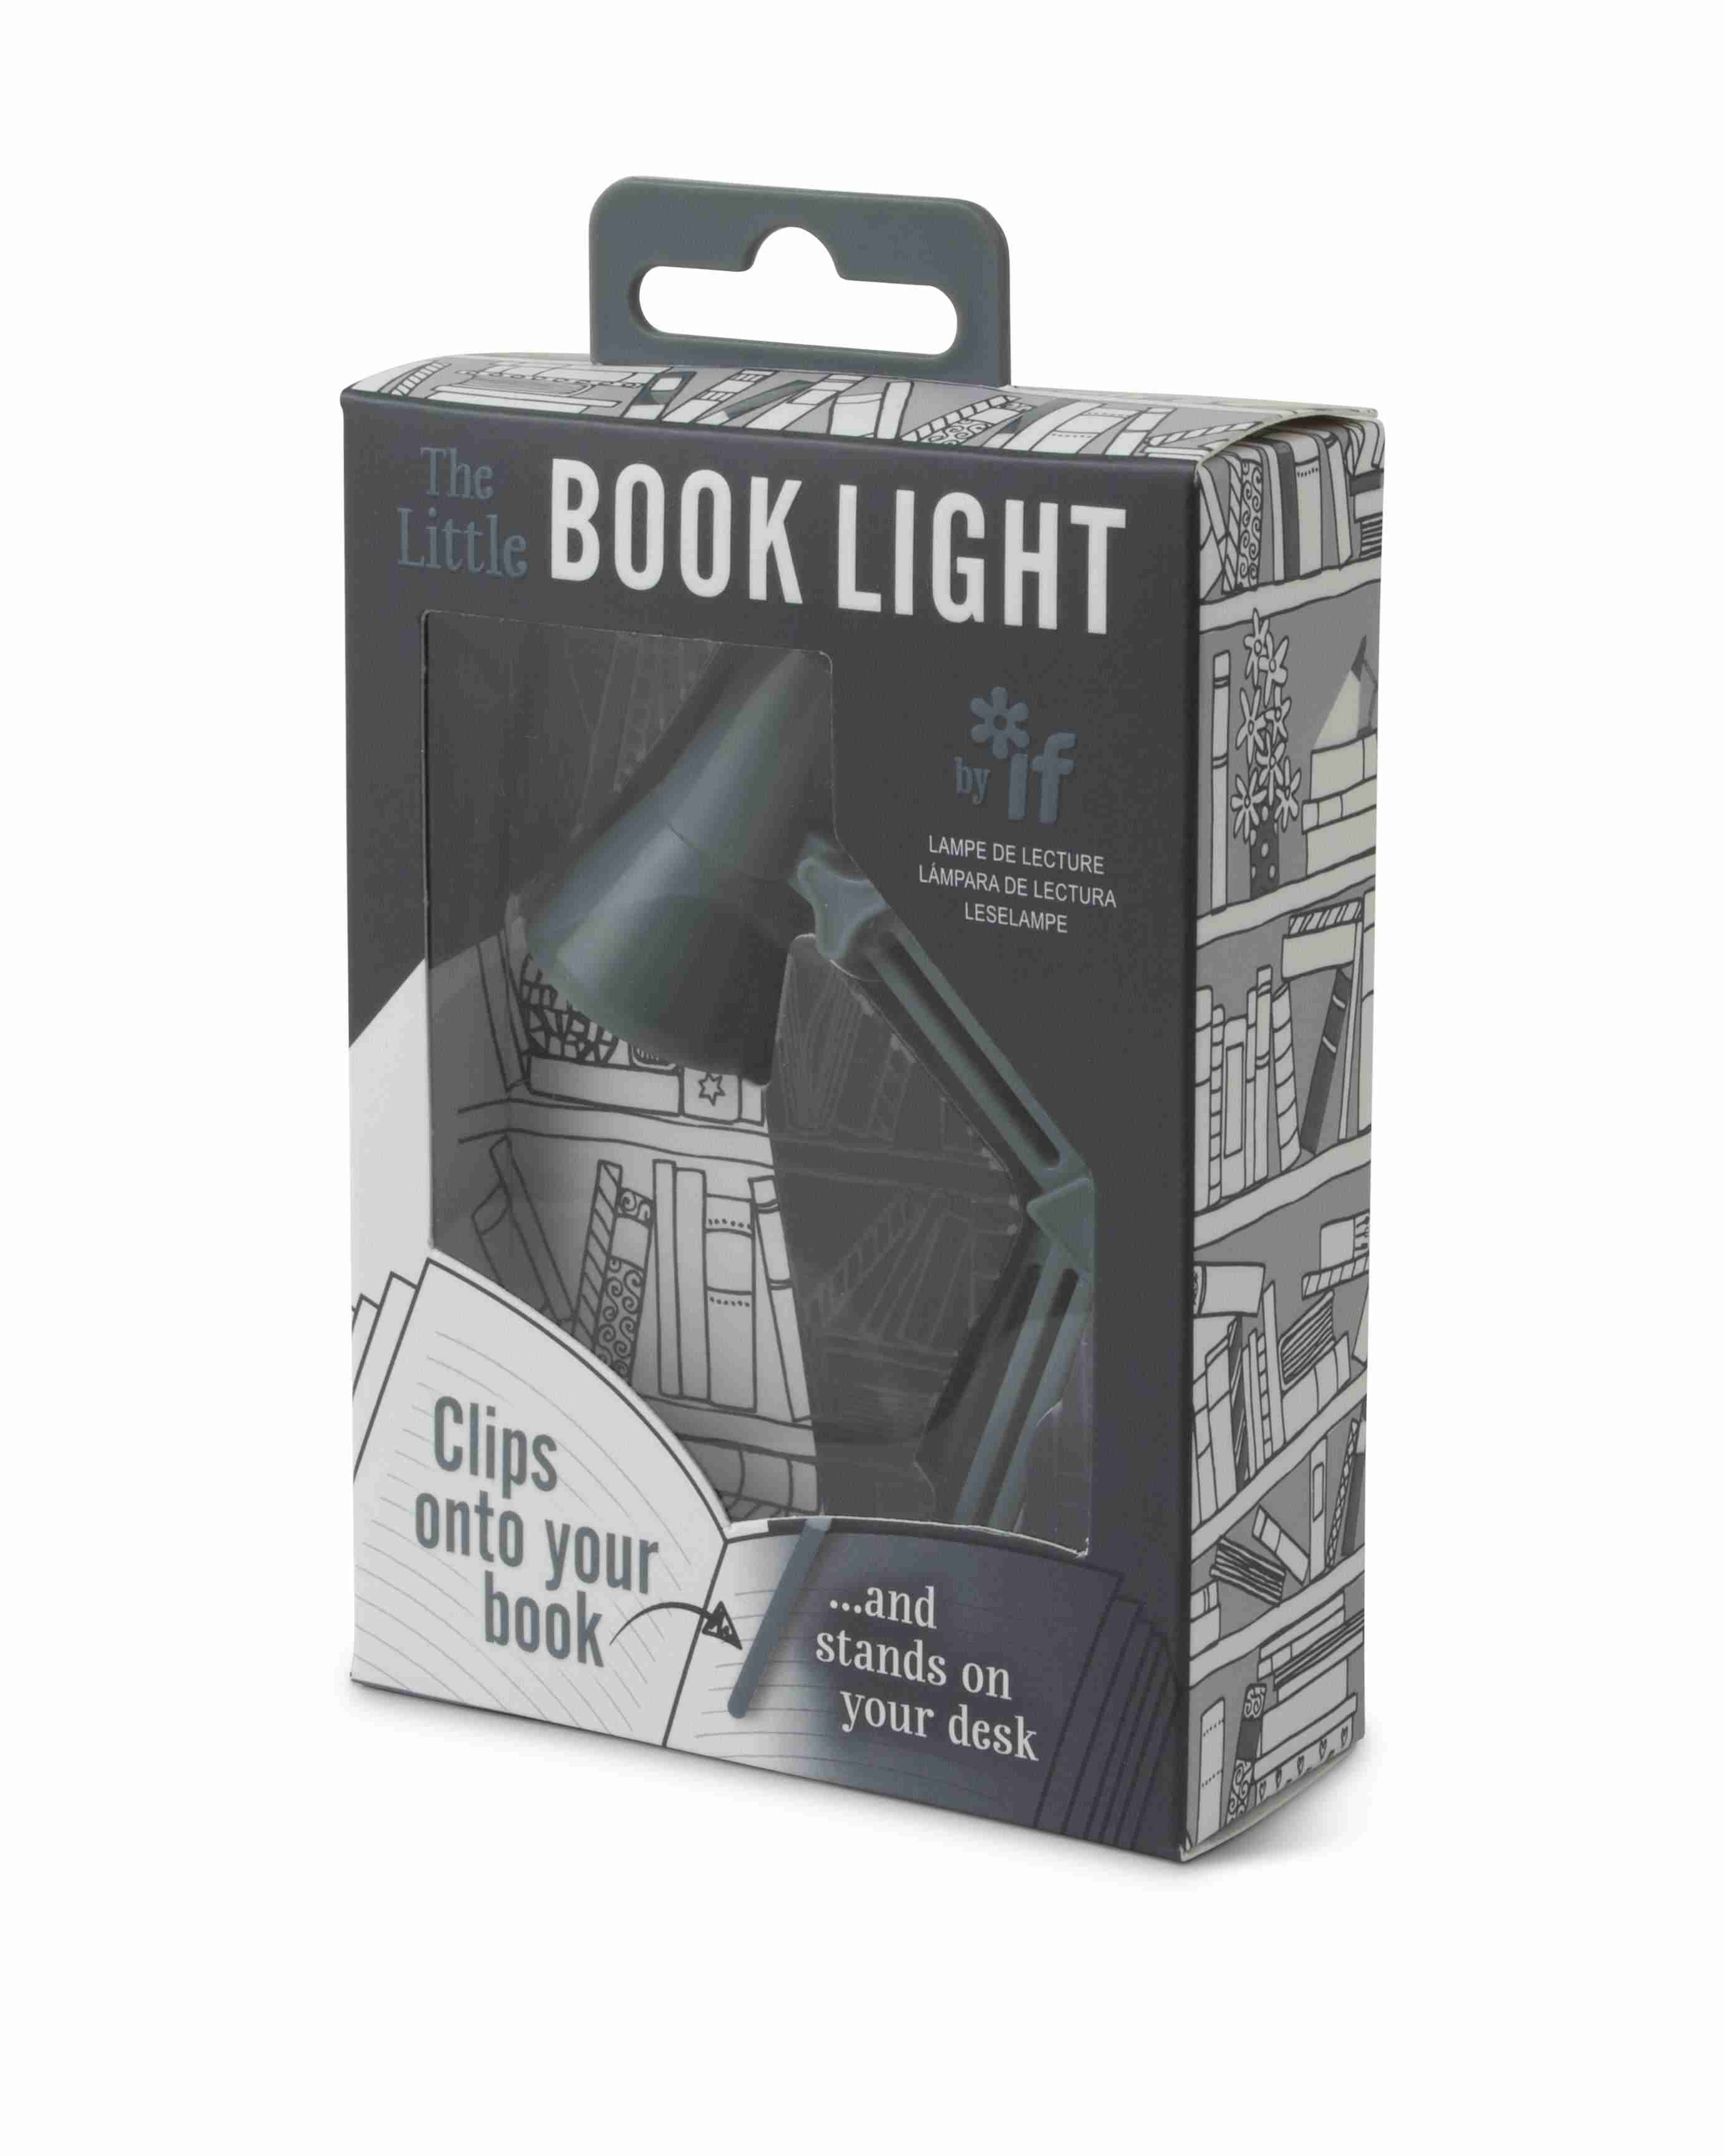 The
Little
BOOK LIGHT
by if
LAMPE DE LECTURE
LÁMPARA DE LECTURA
LESELAMPE
Clips
onto your
book
...and
stands on
your desk